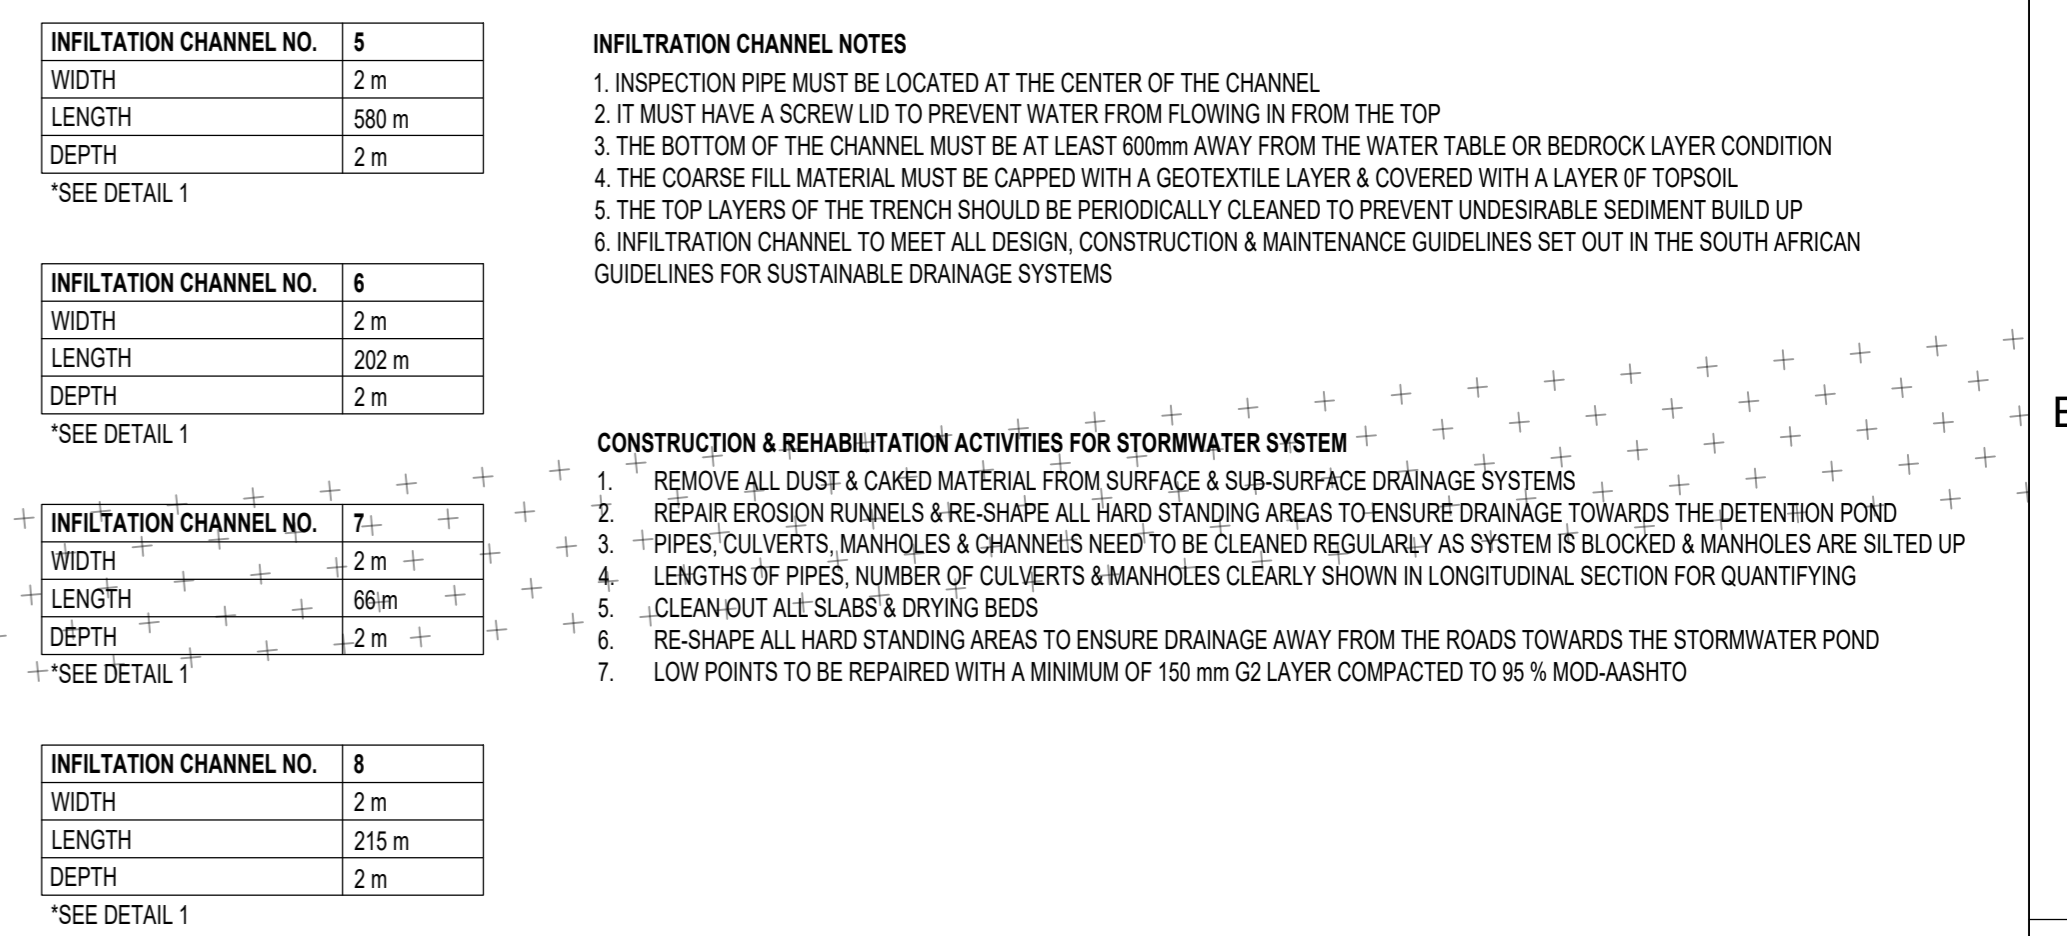 INFILTATION CHANNEL NO. 5
WIDTH 2 m
LENGTH 580 m
DEPTH 2 m
*SEE DETAIL 1
INFILTATION CHANNEL NO. 6
WIDTH 2 m
LENGTH 202 m
DEPTH 2 m
*SEE DETAIL 1
INFILTATION CHANNEL NO. 7
WIDTH 2 m
LENGTH 66 m
DEPTH 2 m
*SEE DETAIL 1
INFILTATION CHANNEL NO. 8
WIDTH 2 m
LENGTH 215 m
DEPTH 2 m
*SEE DETAIL 1
INFILTRATION CHANNEL NOTES
1. INSPECTION PIPE MUST BE LOCATED AT THE CENTER OF THE CHANNEL
2. IT MUST HAVE A SCREW LID TO PREVENT WATER FROM FLOWING IN FROM THE TOP
3. THE BOTTOM OF THE CHANNEL MUST BE AT LEAST 600mm AWAY FROM THE WATER TABLE OR BEDROCK LAYER CONDITION
4. THE COARSE FILL MATERIAL MUST BE CAPPED WITH A GEOTEXTILE LAYER & COVERED WITH A LAYER 0F TOPSOIL
5. THE TOP LAYERS OF THE TRENCH SHOULD BE PERIODICALLY CLEANED TO PREVENT UNDESIRABLE SEDIMENT BUILD UP
6. INFILTRATION CHANNEL TO MEET ALL DESIGN, CONSTRUCTION & MAINTENANCE GUIDELINES SET OUT IN THE SOUTH AFRICAN
GUIDELINES FOR SUSTAINABLE DRAINAGE SYSTEMS
CONSTRUCTION & REHABILITATION ACTIVITIES FOR STORMWATER SYSTEM
1. REMOVE ALL DUST & CAKED MATERIAL FROM SURFACE & SUB-SURFACE DRAINAGE SYSTEMS
2. REPAIR EROSION RUNNELS & RE-SHAPE ALL HARD STANDING AREAS TO ENSURE DRAINAGE TOWARDS THE DETENTION POND
3. PIPES, CULVERTS, MANHOLES & CHANNELS NEED TO BE CLEANED REGULARLY AS SYSTEM IS BLOCKED & MANHOLES ARE SILTED UP
4. LENGTHS OF PIPES, NUMBER OF CULVERTS & MANHOLES CLEARLY SHOWN IN LONGITUDINAL SECTION FOR QUANTIFYING
5. CLEAN OUT ALL SLABS & DRYING BEDS
6. RE-SHAPE ALL HARD STANDING AREAS TO ENSURE DRAINAGE AWAY FROM THE ROADS TOWARDS THE STORMWATER POND
7. LOW POINTS TO BE REPAIRED WITH A MINIMUM OF 150 mm G2 LAYER COMPACTED TO 95 % MOD-AASHTO